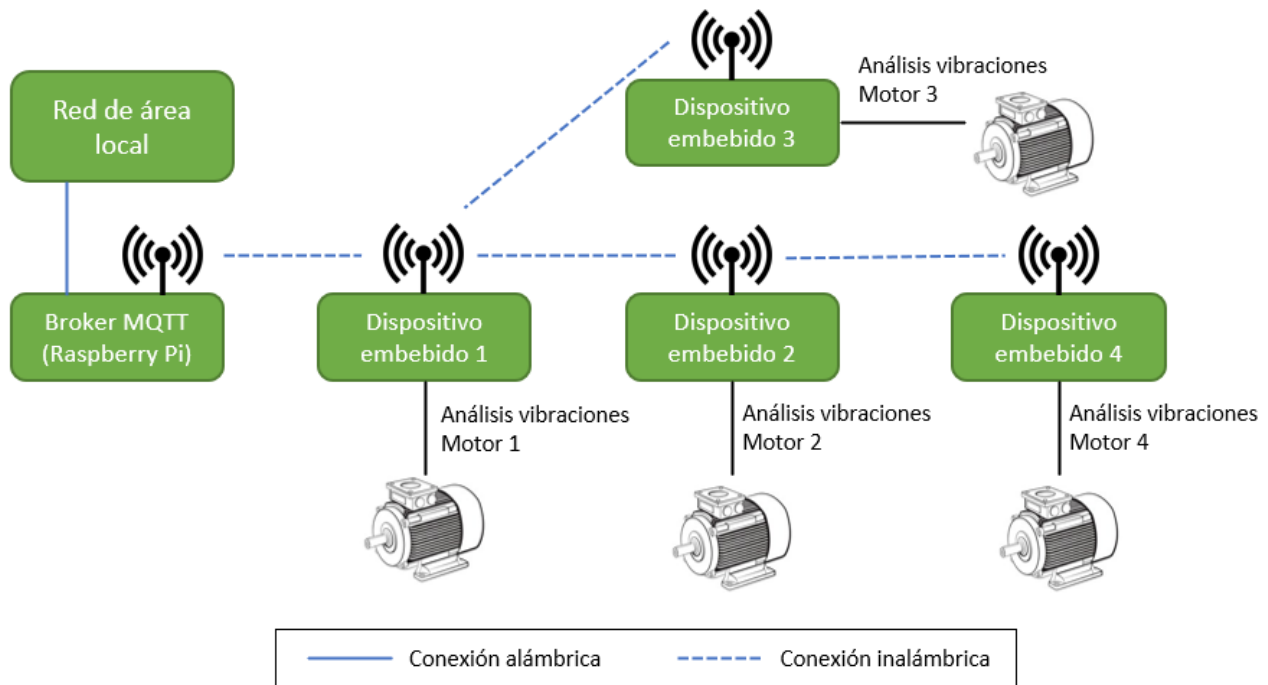 Análisis vibraciones
Motor 3
Dispositivo
embebido 3
Red de área
local
Broker MQTT
(Raspberry Pi)
Dispositivo
embebido 1
Dispositivo
embebido 2
Dispositivo
embebido 4
Análisis vibraciones
Motor 1
Análisis vibraciones
Motor 2
Análisis vibraciones
Motor 4
Conexión alámbrica
Conexión inalámbrica